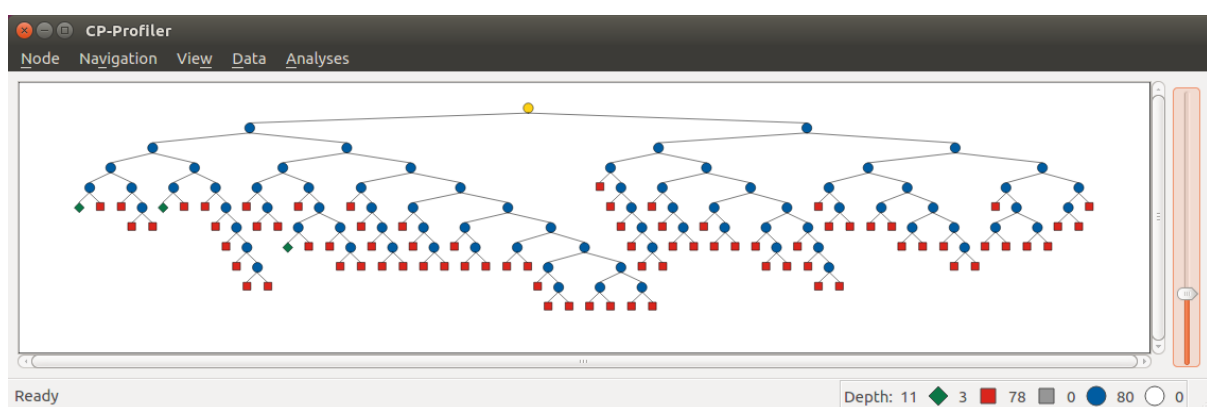 CP-Profiler
Node Navigation View Data Analyses
Ready
Depth: 11 3 78 0 80 0